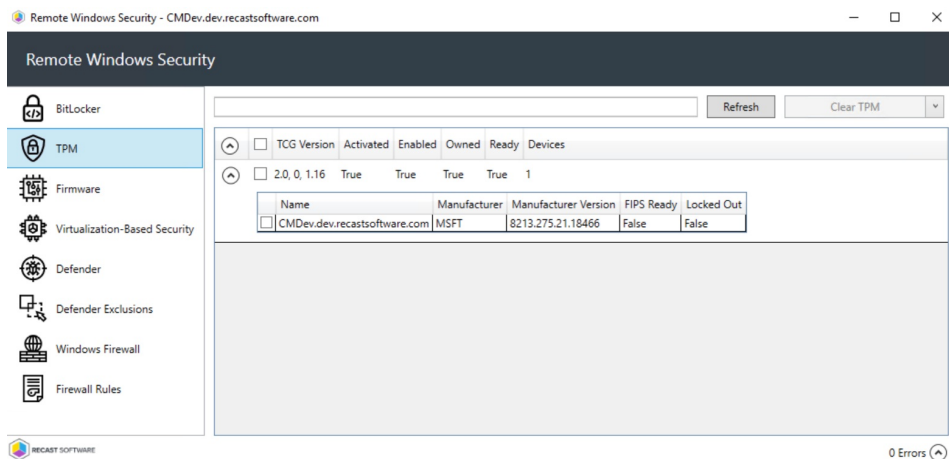 Remote Windows Security - CMDev.dev.recastsoftware.com
Remote Windows Security
BitLocker
TPM
Firmware
Virtualization-Based Security
Defender
Defender Exclusions
Windows Firewall
Firewall Rules
Refresh Clear TPM
TCG Version Activated Enabled Owned Ready Devices
2.0, 0, 1.16 True True True True 1
Name Manufacturer Manufacturer Version FIPS Ready Locked Out
CMDev.dev.recastsoftware.com MSFT 8213.275.21.18466 False False
RECAST SOFTWARE
0 Errors